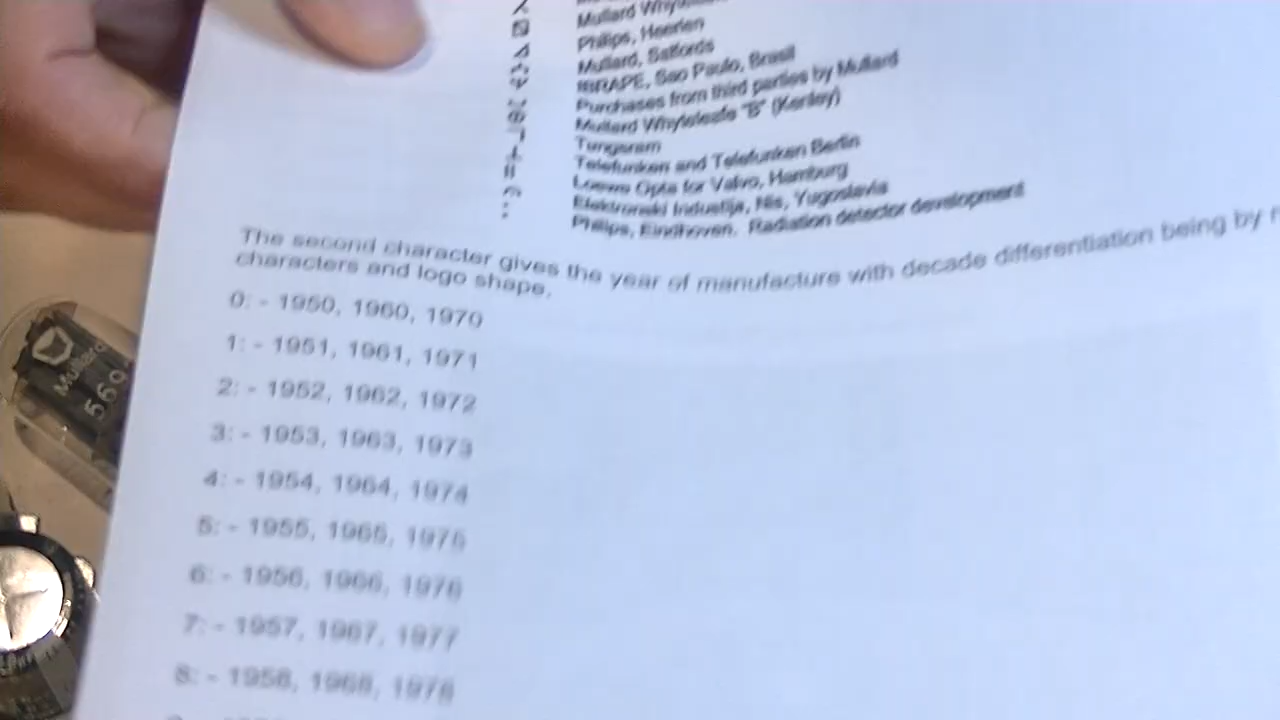 Mullard
Philips, Heerlen
Mullard, Salfords
IBRAPE, Sao Paulo, Brasil
Purchases from third parties by Mullard
Mullard Whyteleafe "B" (Kenley)
Tungsram
Telefunken and Telefunken Berlin
Loewe Opta for Valvo, Hamburg
Elektronski Industija, Nis, Yugoslavia
Philips, Eindhoven. Radiation detector development
The second character gives the year of manufacture with decade differentiation being by
characters and logo shape.
0: - 1950, 1960, 1970
1: - 1951, 1961, 1971
2: - 1952, 1962, 1972
3: - 1953, 1963, 1973
4: - 1954, 1964, 1974
5: - 1955, 1965, 1975
6: - 1956, 1966, 1976
7: - 1957, 1967, 1977
8: - 1958, 1968, 1978
Mullard
569